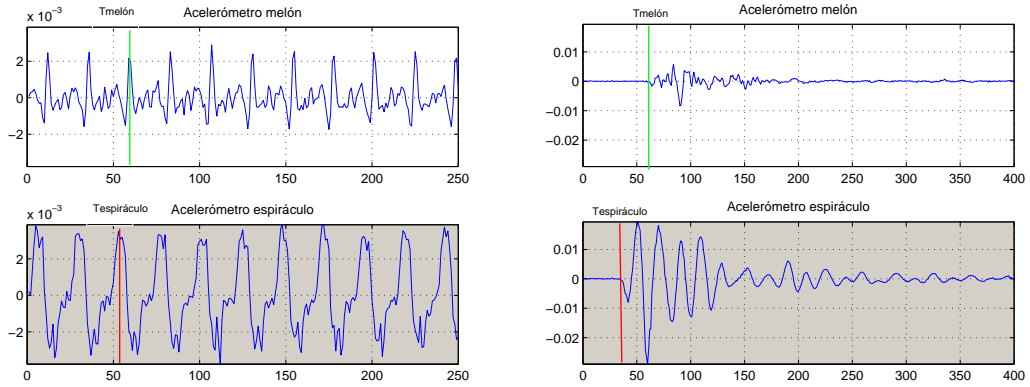 x 10⁻³ Tmelón Acelerómetro melón
2
0
−2
0 50 100 150 200 250
Tmelón Acelerómetro melón
0.01
0
−0.01
−0.02
0 50 100 150 200 250 300 350 400
x 10⁻³ Tespiráculo Acelerómetro espiráculo
2
0
−2
0 50 100 150 200 250
Tespiráculo Acelerómetro espiráculo
0.01
0
−0.01
−0.02
0 50 100 150 200 250 300 350 400